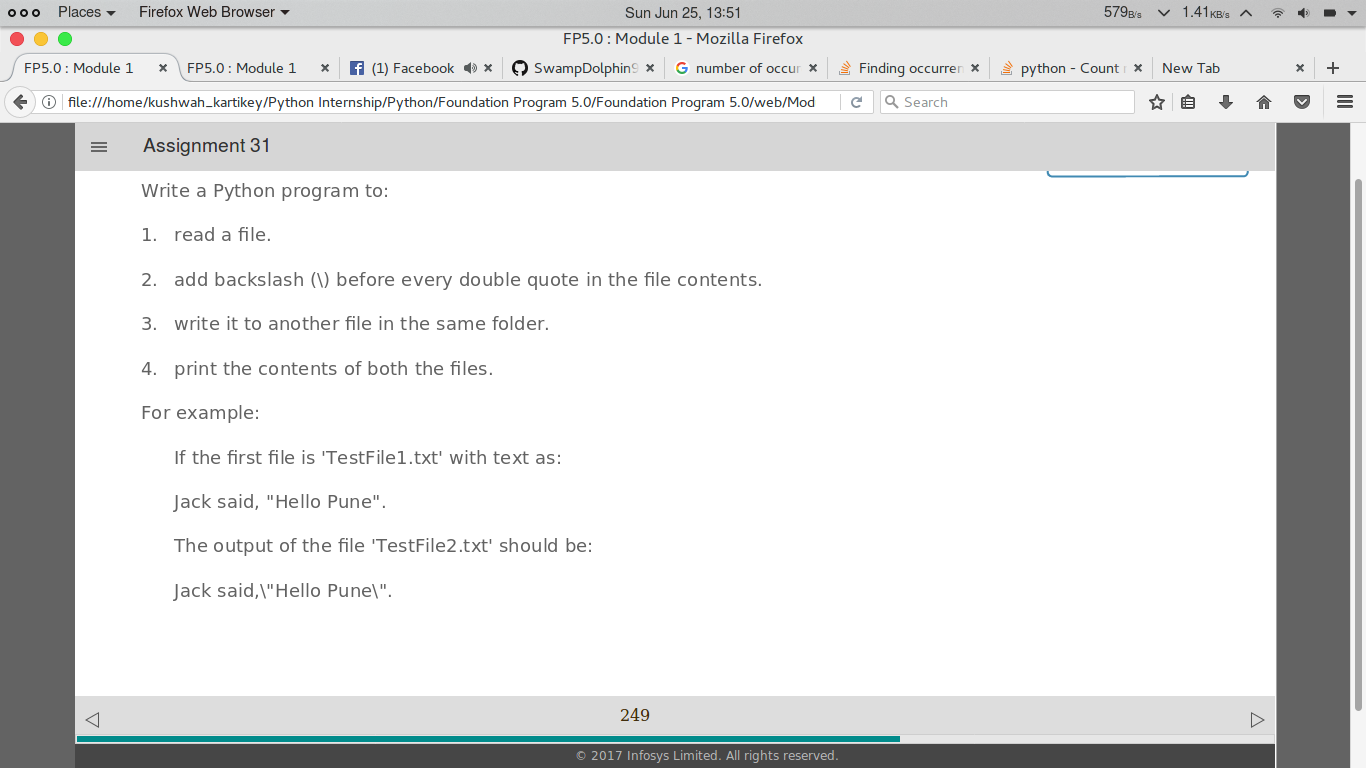 Places Firefox Web Browser Sun Jun 25, 13:51 579B/s 1.41KB/s
FP5.0 : Module 1 - Mozilla Firefox
FP5.0 : Module 1 FP5.0 : Module 1 (1) Facebook SwampDolphin9 number of occur Finding occurren python - Count New Tab
file:///home/kushwah_kartikey/Python Internship/Python/Foundation Program 5.0/Foundation Program 5.0/web/Mod Search
Assignment 31
Write a Python program to:
1. read a file.
2. add backslash (\) before every double quote in the file contents.
3. write it to another file in the same folder.
4. print the contents of both the files.
For example:
If the first file is 'TestFile1.txt' with text as:
Jack said, "Hello Pune".
The output of the file 'TestFile2.txt' should be:
Jack said,\"Hello Pune\".
249
© 2017 Infosys Limited. All rights reserved.